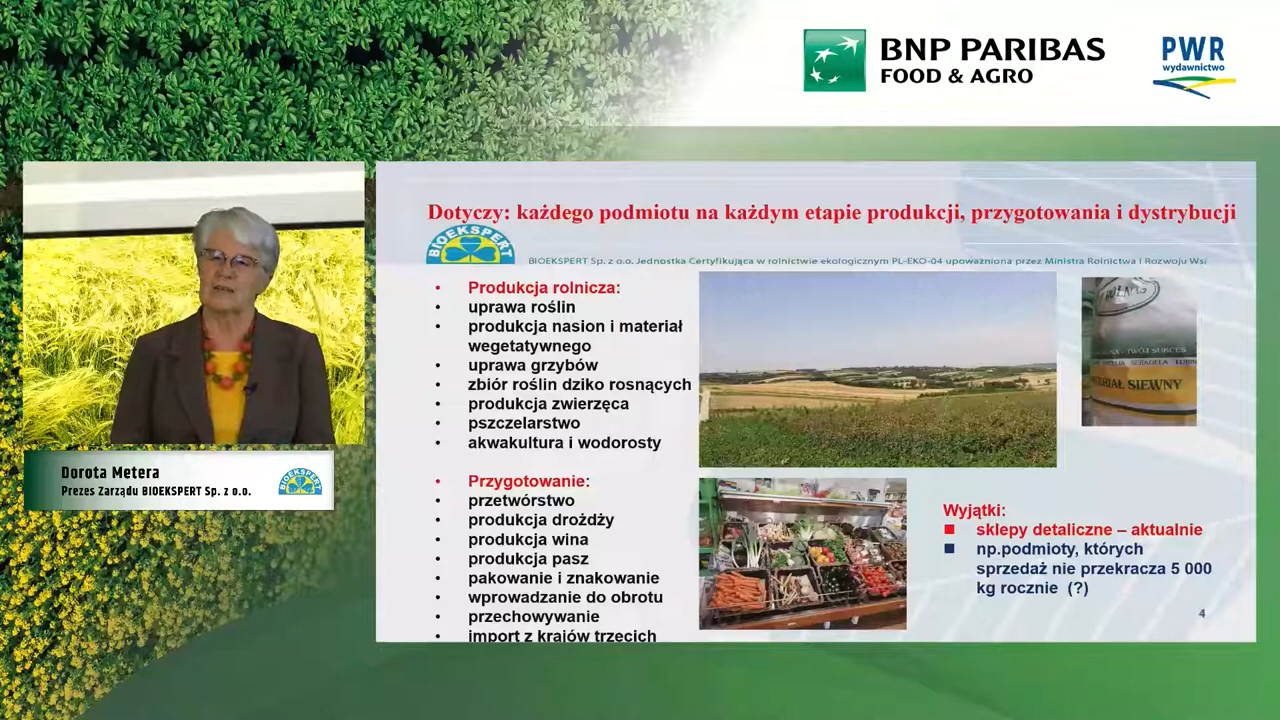 BNP PARIBAS
FOOD & AGRO
PWR
wydawnictwo
Dotyczy: każdego podmiotu na każdym etapie produkcji, przygotowania i dystrybucji
BIOEKSPERT
BIOEKSPERT Sp. z o.o. Jednostka Certyfikująca w rolnictwie ekologicznym PL-EKO-04 upoważniona przez Ministra Rolnictwa i Rozwoju Wsi
• Produkcja rolnicza:
• uprawa roślin
• produkcja nasion i materiał
wegetatywnego
• uprawa grzybów
• zbiór roślin dziko rosnących
• produkcja zwierzęca
• pszczelarstwo
• akwakultura i wodorosty
• Przygotowanie:
• przetwórstwo
• produkcja drożdży
• produkcja wina
• produkcja pasz
• pakowanie i znakowanie
• wprowadzanie do obrotu
• przechowywanie
• import z krajów trzecich
TWÓJ SUKCES
SERADELA
SIEWNY
Wyjątki:
sklepy detaliczne – aktualnie
np.podmioty, których
sprzedaż nie przekracza 5 000
kg rocznie (?)
4
Dorota Metera
Prezes Zarządu BIOEKSPERT Sp. z o.o.
BIOEKSPERT